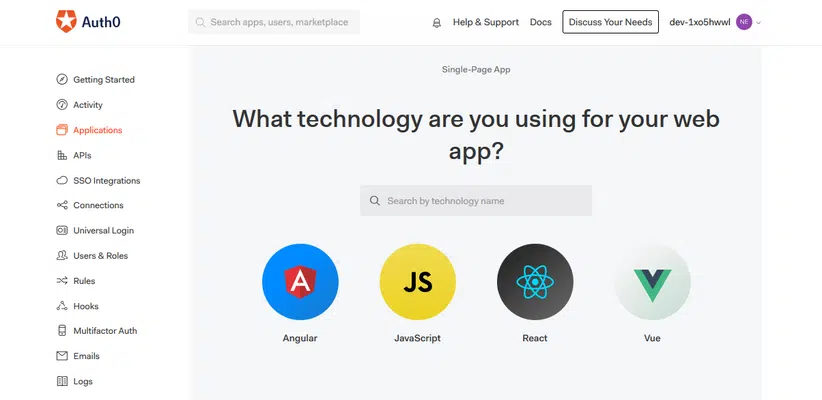 Auth0
Search apps, users, marketplace
Help & Support
Docs
Discuss Your Needs
dev-1xo5hwwl
NE
Getting Started
Activity
Applications
APIs
SSO Integrations
Connections
Universal Login
Users & Roles
Rules
Hooks
Multifactor Auth
Emails
Logs
Single-Page App
What technology are you using for your web
app?
Search by technology name
A
JS
Angular
JavaScript
React
Vue